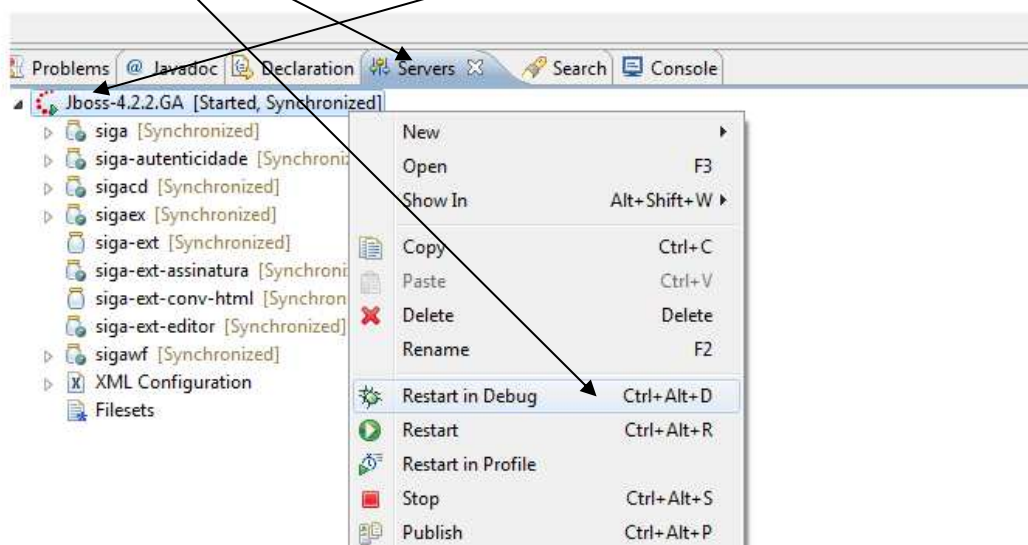 Problems @ Javadoc Declaration Servers Search Console
Jboss-4.2.2.GA [Started, Synchronized]
siga [Synchronized]
siga-autenticidade [Synchroniz
sigacd [Synchronized]
sigaex [Synchronized]
siga-ext [Synchronized]
siga-ext-assinatura [Synchroni
siga-ext-conv-html [Synchron
siga-ext-editor [Synchronized]
sigawf [Synchronized]
XML Configuration
Filesets
New
Open F3
Show In Alt+Shift+W
Copy Ctrl+C
Paste Ctrl+V
Delete Delete
Rename F2
Restart in Debug Ctrl+Alt+D
Restart Ctrl+Alt+R
Restart in Profile
Stop Ctrl+Alt+S
Publish Ctrl+Alt+P